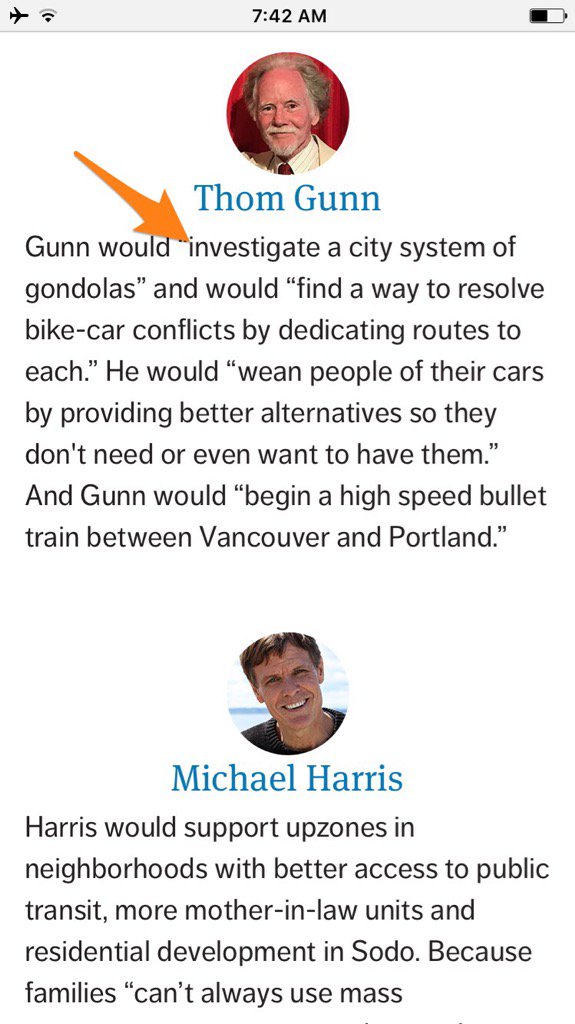 7:42 AM
Thom Gunn
Gunn would “investigate a city system of
gondolas” and would “find a way to resolve
bike-car conflicts by dedicating routes to
each.” He would “wean people of their cars
by providing better alternatives so they
don't need or even want to have them.”
And Gunn would “begin a high speed bullet
train between Vancouver and Portland.”
Michael Harris
Harris would support upzones in
neighborhoods with better access to public
transit, more mother-in-law units and
residential development in Sodo. Because
families “can’t always use mass